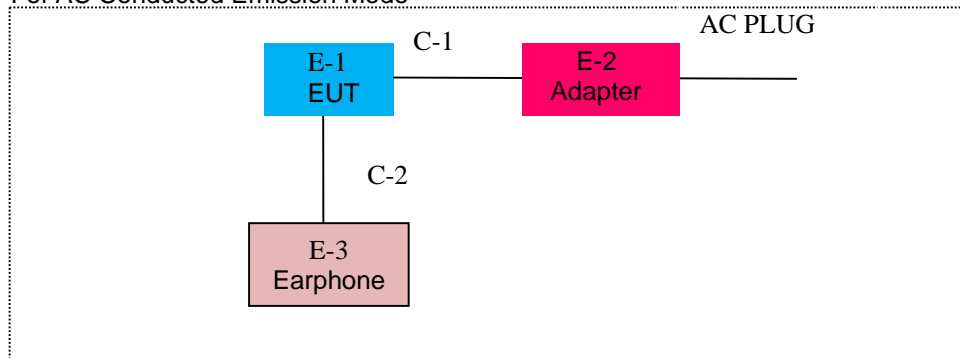 For AC Conducted Emission Mode
AC PLUG
C-1
E-1
EUT
E-2
Adapter
C-2
E-3
Earphone